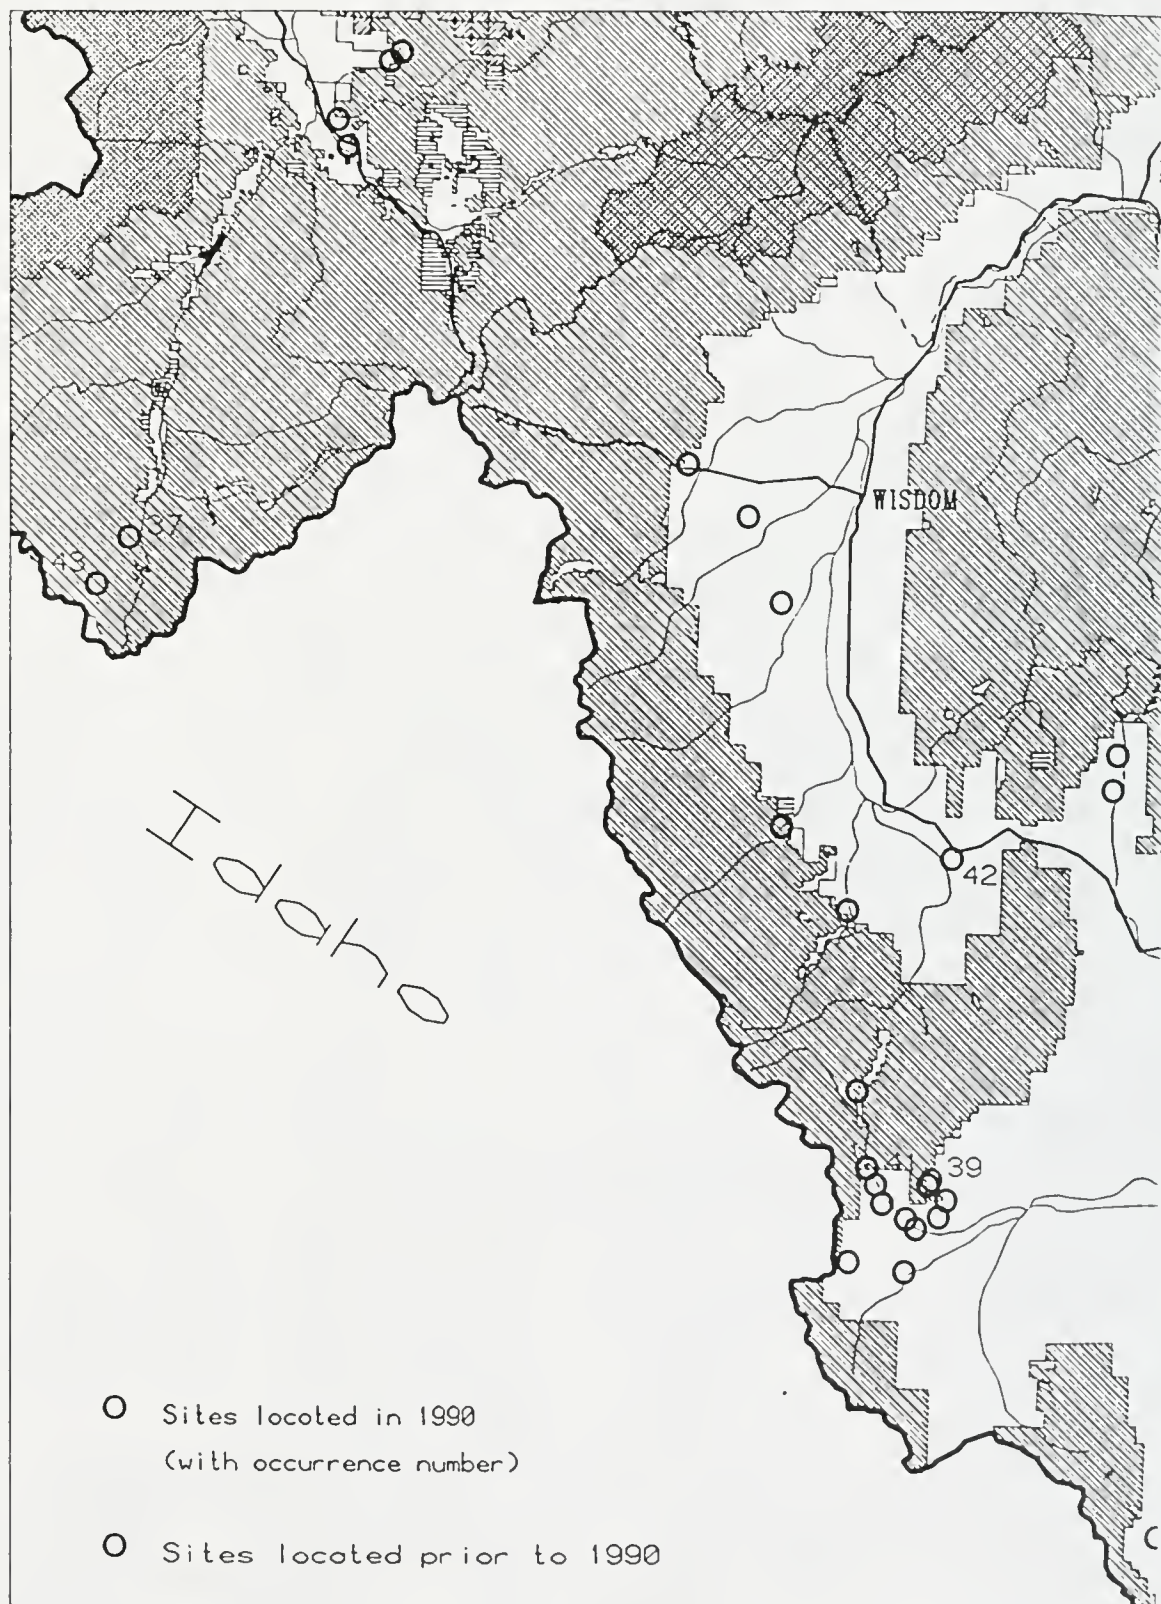 WISDOM
37
43
42
41
39
Idaho
Sites located in 1990
(with occurrence number)
Sites located prior to 1990